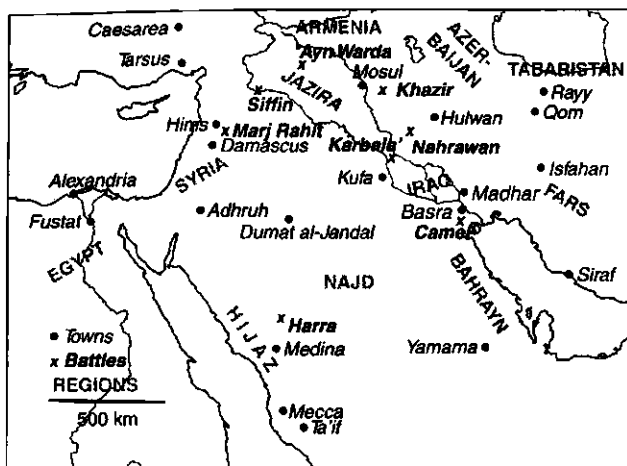 ARMENIA
Caesarea
Tarsus
Ayn Warda
Mosul
AZER-
BAIJAN
JAZIRA
Khazir
TABARISTAN
Rayy
Qom
Siffin
Hims
Marj Rahit
Damascus
Hulwan
Karbala'
Nahrawan
SYRIA
Kufa
IRAQ
Isfahan
FARS
Alexandria
Fustat
Adhruh
Dumat al-Jandal
Madhar
Basra
Camel
EGYPT
NAJD
BAHRAYN
Siraf
HIJAZ
Harra
Medina
Yamama
Mecca
Ta'if
Towns
x Battles
REGIONS
500 km